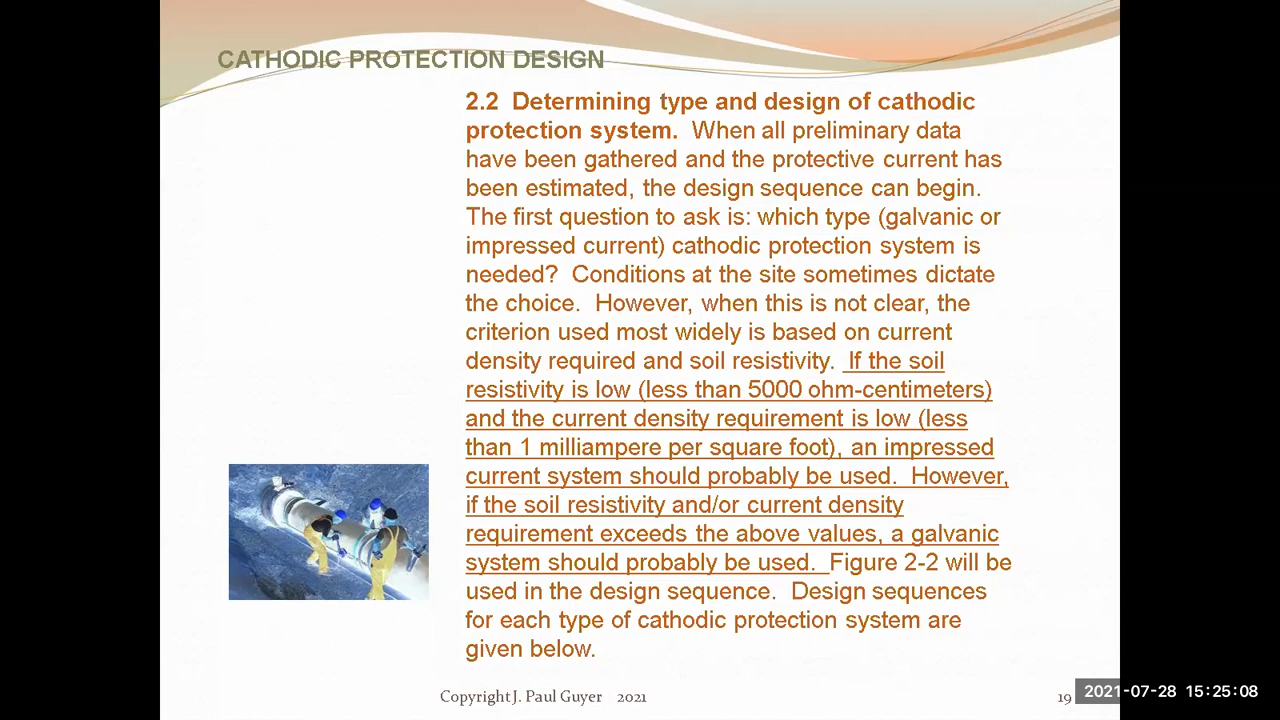 CATHODIC PROTECTION DESIGN
2.2 Determining type and design of cathodic
protection system. When all preliminary data
have been gathered and the protective current has
been estimated, the design sequence can begin.
The first question to ask is: which type (galvanic or
impressed current) cathodic protection system is
needed? Conditions at the site sometimes dictate
the choice. However, when this is not clear, the
criterion used most widely is based on current
density required and soil resistivity. If the soil
resistivity is low (less than 5000 ohm-centimeters)
and the current density requirement is low (less
than 1 milliampere per square foot), an impressed
current system should probably be used. However,
if the soil resistivity and/or current density
requirement exceeds the above values, a galvanic
system should probably be used. Figure 2-2 will be
used in the design sequence. Design sequences
for each type of cathodic protection system are
given below.
Copyright J. Paul Guyer 2021
19
2021-07-28 15:25:08